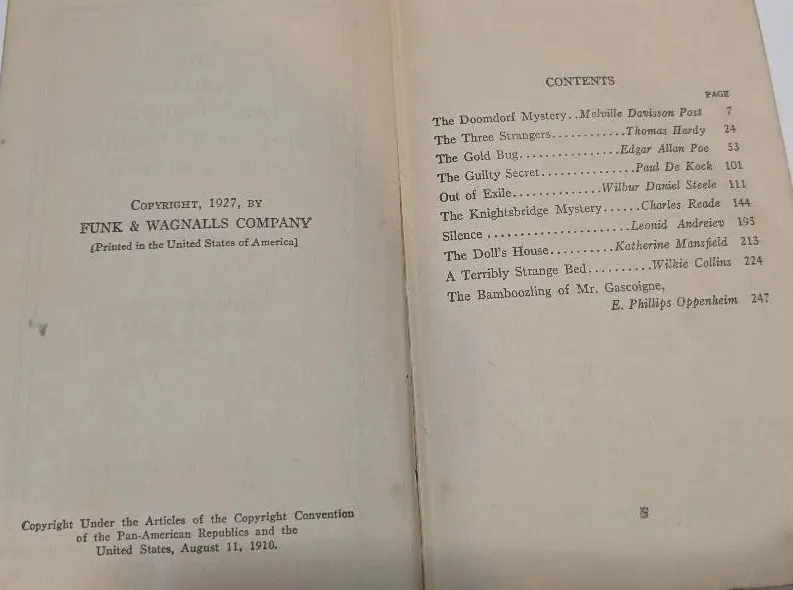 COPYRIGHT, 1927, BY
FUNK & WAGNALLS COMPANY
[Printed in the United States of America]
Copyright Under the Articles of the Copyright Convention
of the Pan-American Republics and the
United States, August 11, 1910.
CONTENTS
PAGE
The Doomdorf Mystery..Melville Davisson Post 7
The Three Strangers............Thomas Hardy 24
The Gold Bug................Edgar Allan Poe 53
The Guilty Secret...............Paul De Kock 101
Out of Exile..............Wilbur Daniel Steele 111
The Knightsbridge Mystery......Charles Reade 144
Silence .......................Leonid Andreiev 195
The Doll's House..........Katherine Mansfield 213
A Terribly Strange Bed..........Wilkie Collins 224
The Bamboozling of Mr. Gascoigne,
E. Phillips Oppenheim 247